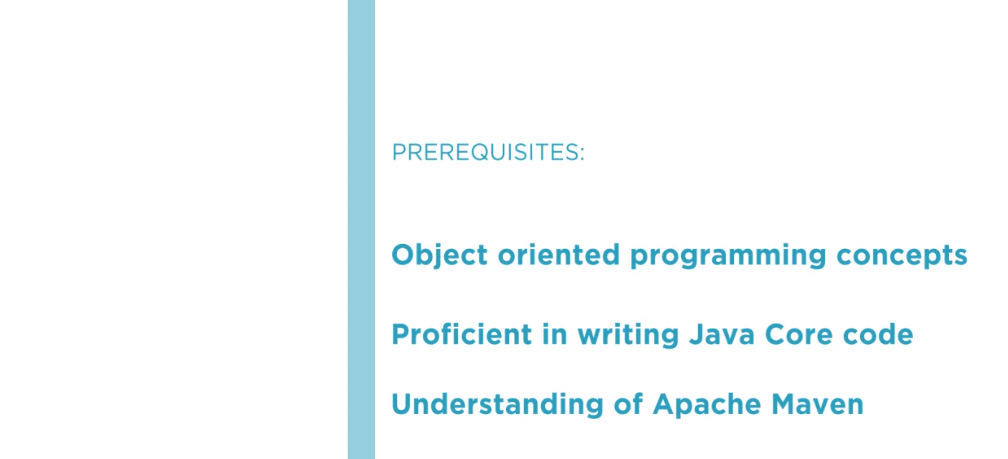 PREREQUISITES:
Object oriented programming concepts
Proficient in writing Java Core code
Understanding of Apache Maven